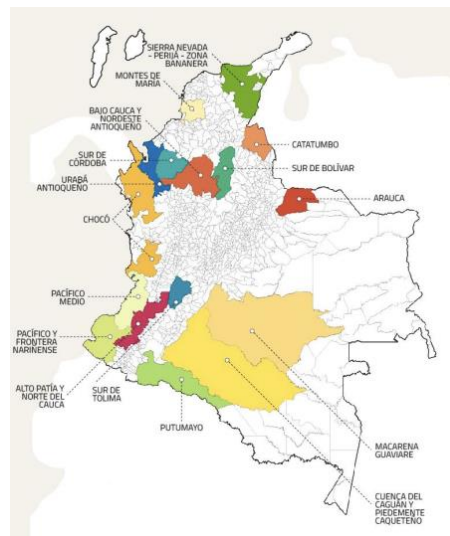 SIERRA NEVADA
- PERIJÁ - ZONA
BANANERA
MONTES DE
MARÍA
BAJO CAUCA Y
NORDESTE
ANTIOQUEÑO
CATATUMBO
SUR DE
CÓRDOBA
SUR DE BOLÍVAR
URABÁ
ANTIOQUEÑO
ARAUCA
CHOCÓ
PACÍFICO
MEDIO
PACÍFICO Y
FRONTERA
NARIÑENSE
ALTO PATÍA Y
NORTE DEL
CAUCA
SUR DE
TOLIMA
PUTUMAYO
MACARENA
GUAVIARE
CUENCA DEL
CAGUÁN Y
PIEDEMONTE
CAQUETEÑO